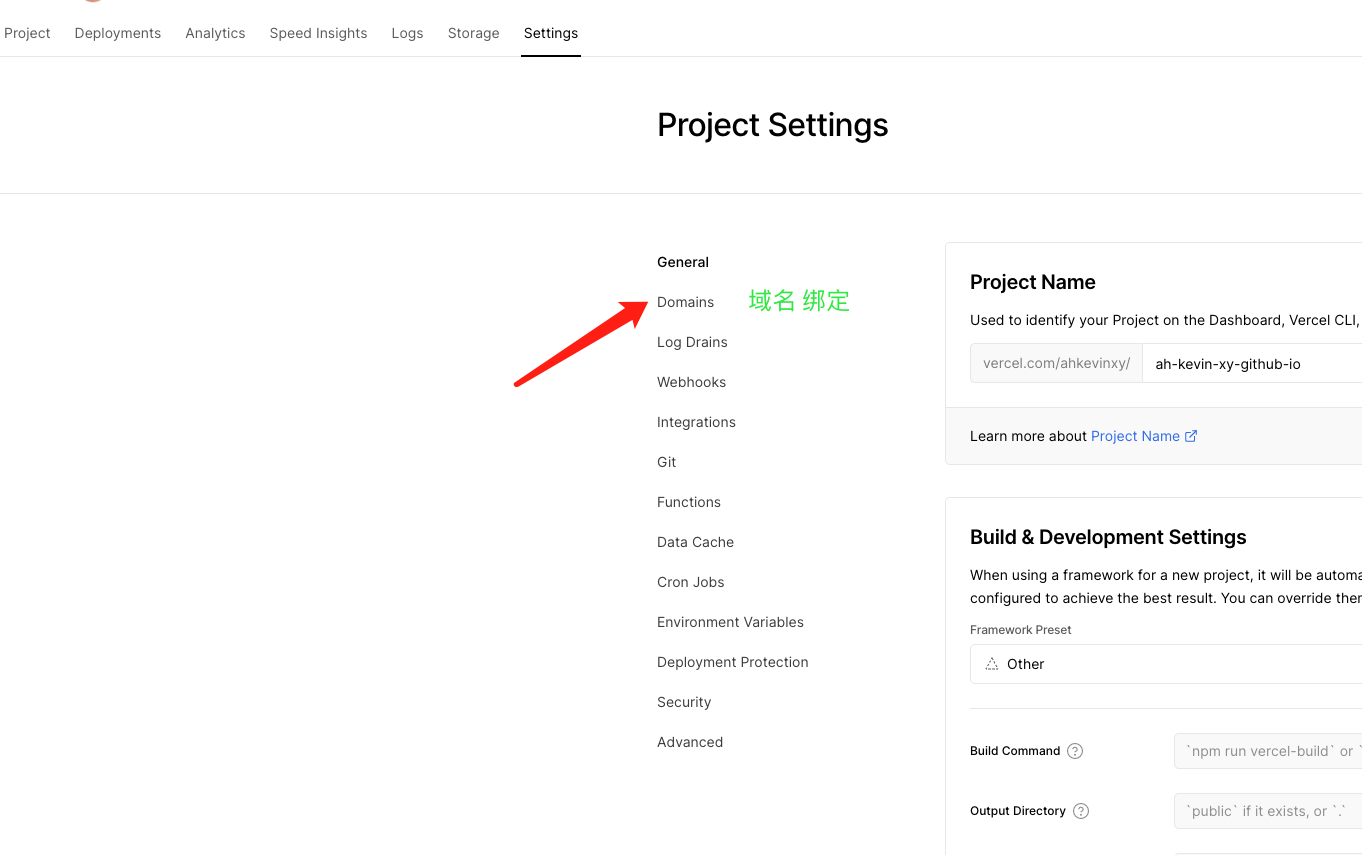 Project Deployments Analytics Speed Insights Logs Storage Settings
Project Settings
General
Domains 域名 绑定
Log Drains
Webhooks
Integrations
Git
Functions
Data Cache
Cron Jobs
Environment Variables
Deployment Protection
Security
Advanced
Project Name
Used to identify your Project on the Dashboard, Vercel CLI,
vercel.com/ahkevinxy/ ah-kevin-xy-github-io
Learn more about Project Name
Build & Development Settings
When using a framework for a new project, it will be automa
configured to achieve the best result. You can override ther
Framework Preset
Other
Build Command ? `npm run vercel-build` or `
Output Directory ? `public` if it exists, or `.`